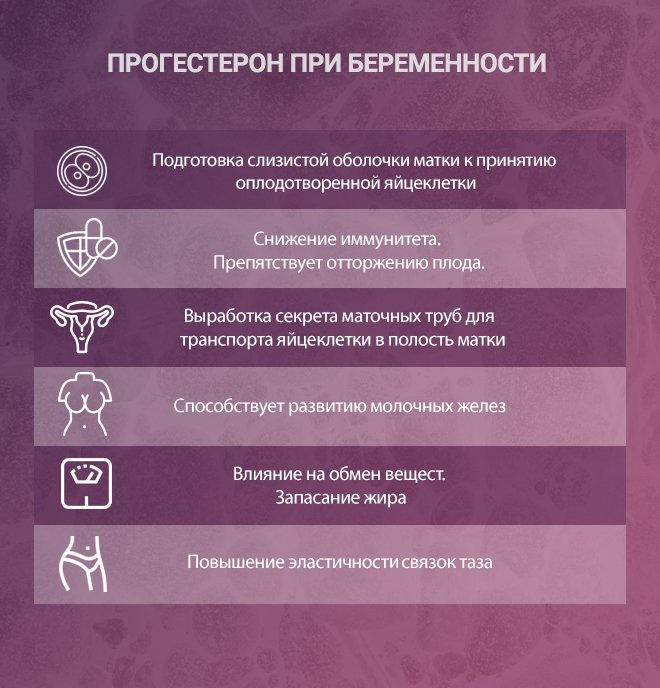 ПРОГЕСТЕРОН ПРИ БЕРЕМЕННОСТИ
Подготовка слизистой оболочки матки к принятию
оплодотворенной яйцеклетки
Снижение иммунитета.
Препятствует отторжению плода.
Выработка секрета маточных труб для
транспорта яйцеклетки в полость матки
Способствует развитию молочных желез
Влияние на обмен вещест.
Запасание жира
Повышение эластичности связок таза